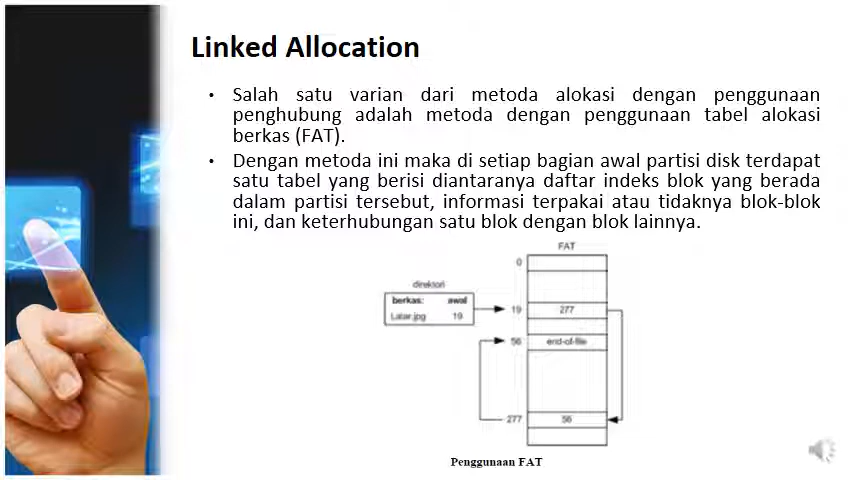 Linked Allocation
• Salah satu varian dari metoda alokasi dengan penggunaan
penghubung adalah metoda dengan penggunaan tabel alokasi
berkas (FAT).
• Dengan metoda ini maka di setiap bagian awal partisi disk terdapat
satu tabel yang berisi diantaranya daftar indeks blok yang berada
dalam partisi tersebut, informasi terpakai atau tidaknya blok-blok
ini, dan keterhubungan satu blok dengan blok lainnya.
FAT
0
direktori
berkas: awal
Latar.jpg 19
19 277
56 end-of-file
277 56
Penggunaan FAT